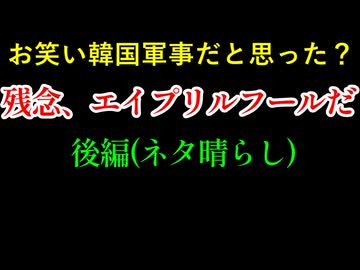 お笑い韓国軍事だと思った？
残念、エイプリルフールだ
後編(ネタ晴らし)